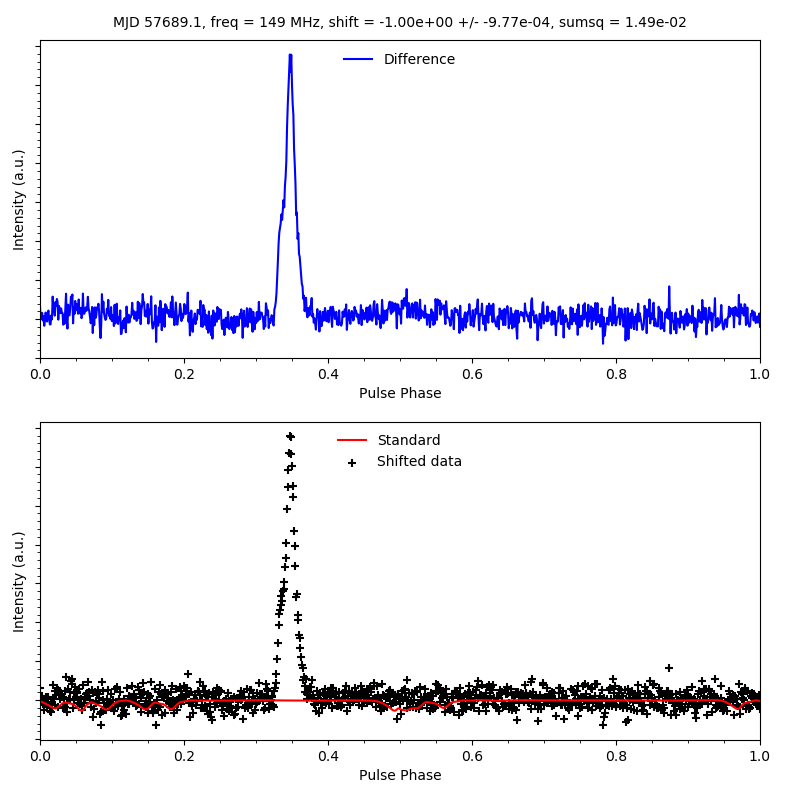 MJD 57689.1, freq = 149 MHz, shift = -1.00e+00 +/- -9.77e-04, sumsq = 1.49e-02
Difference
Intensity (a.u.)
0.0 0.2 0.4 0.6 0.8 1.0
Pulse Phase
Standard
Shifted data
Intensity (a.u.)
0.0 0.2 0.4 0.6 0.8 1.0
Pulse Phase